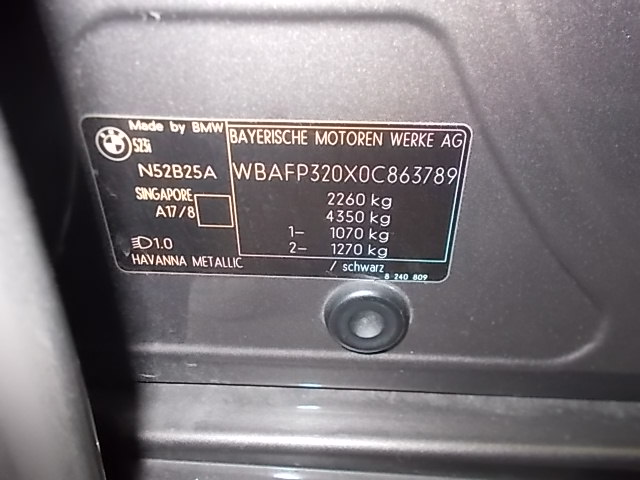 Made by BMW
BMW
523i
N52B25A
SINGAPORE
A17/8
1.0
HAVANNA METALLIC
BAYERISCHE MOTOREN WERKE AG
WBAFP320X0C863789
2260 kg
4350 kg
1- 1070 kg
2- 1270 kg
/ schwarz
8 240 809